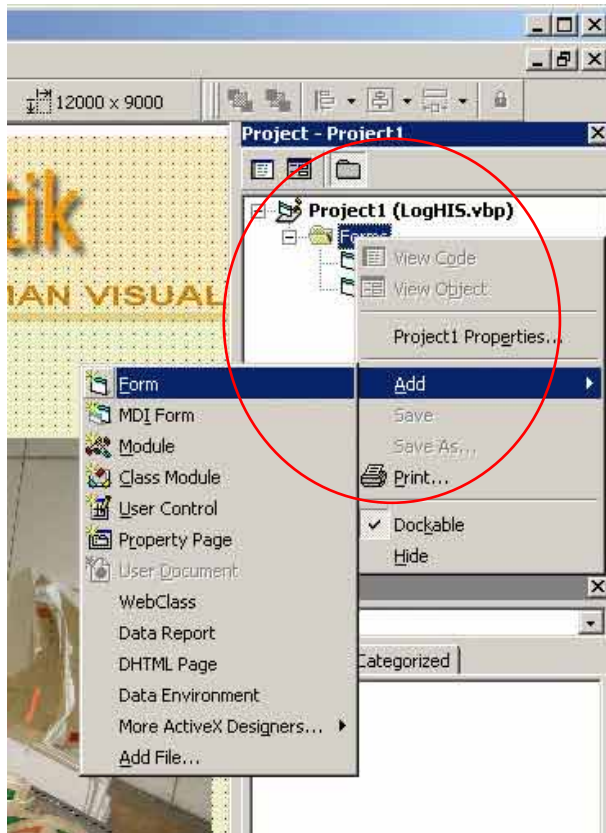 12000 x 9000
Project - Project1
Project1 (LogHIS.vbp)
Forms
tik
IAN VISUAL
View Code
View Object
Project1 Properties...
Add
Save
Save As...
Print...
Dockable
Hide
Form
MDI Form
Module
Class Module
User Control
Property Page
User Document
WebClass
Data Report
DHTML Page
Data Environment
More ActiveX Designers...
Add File...
Categorized